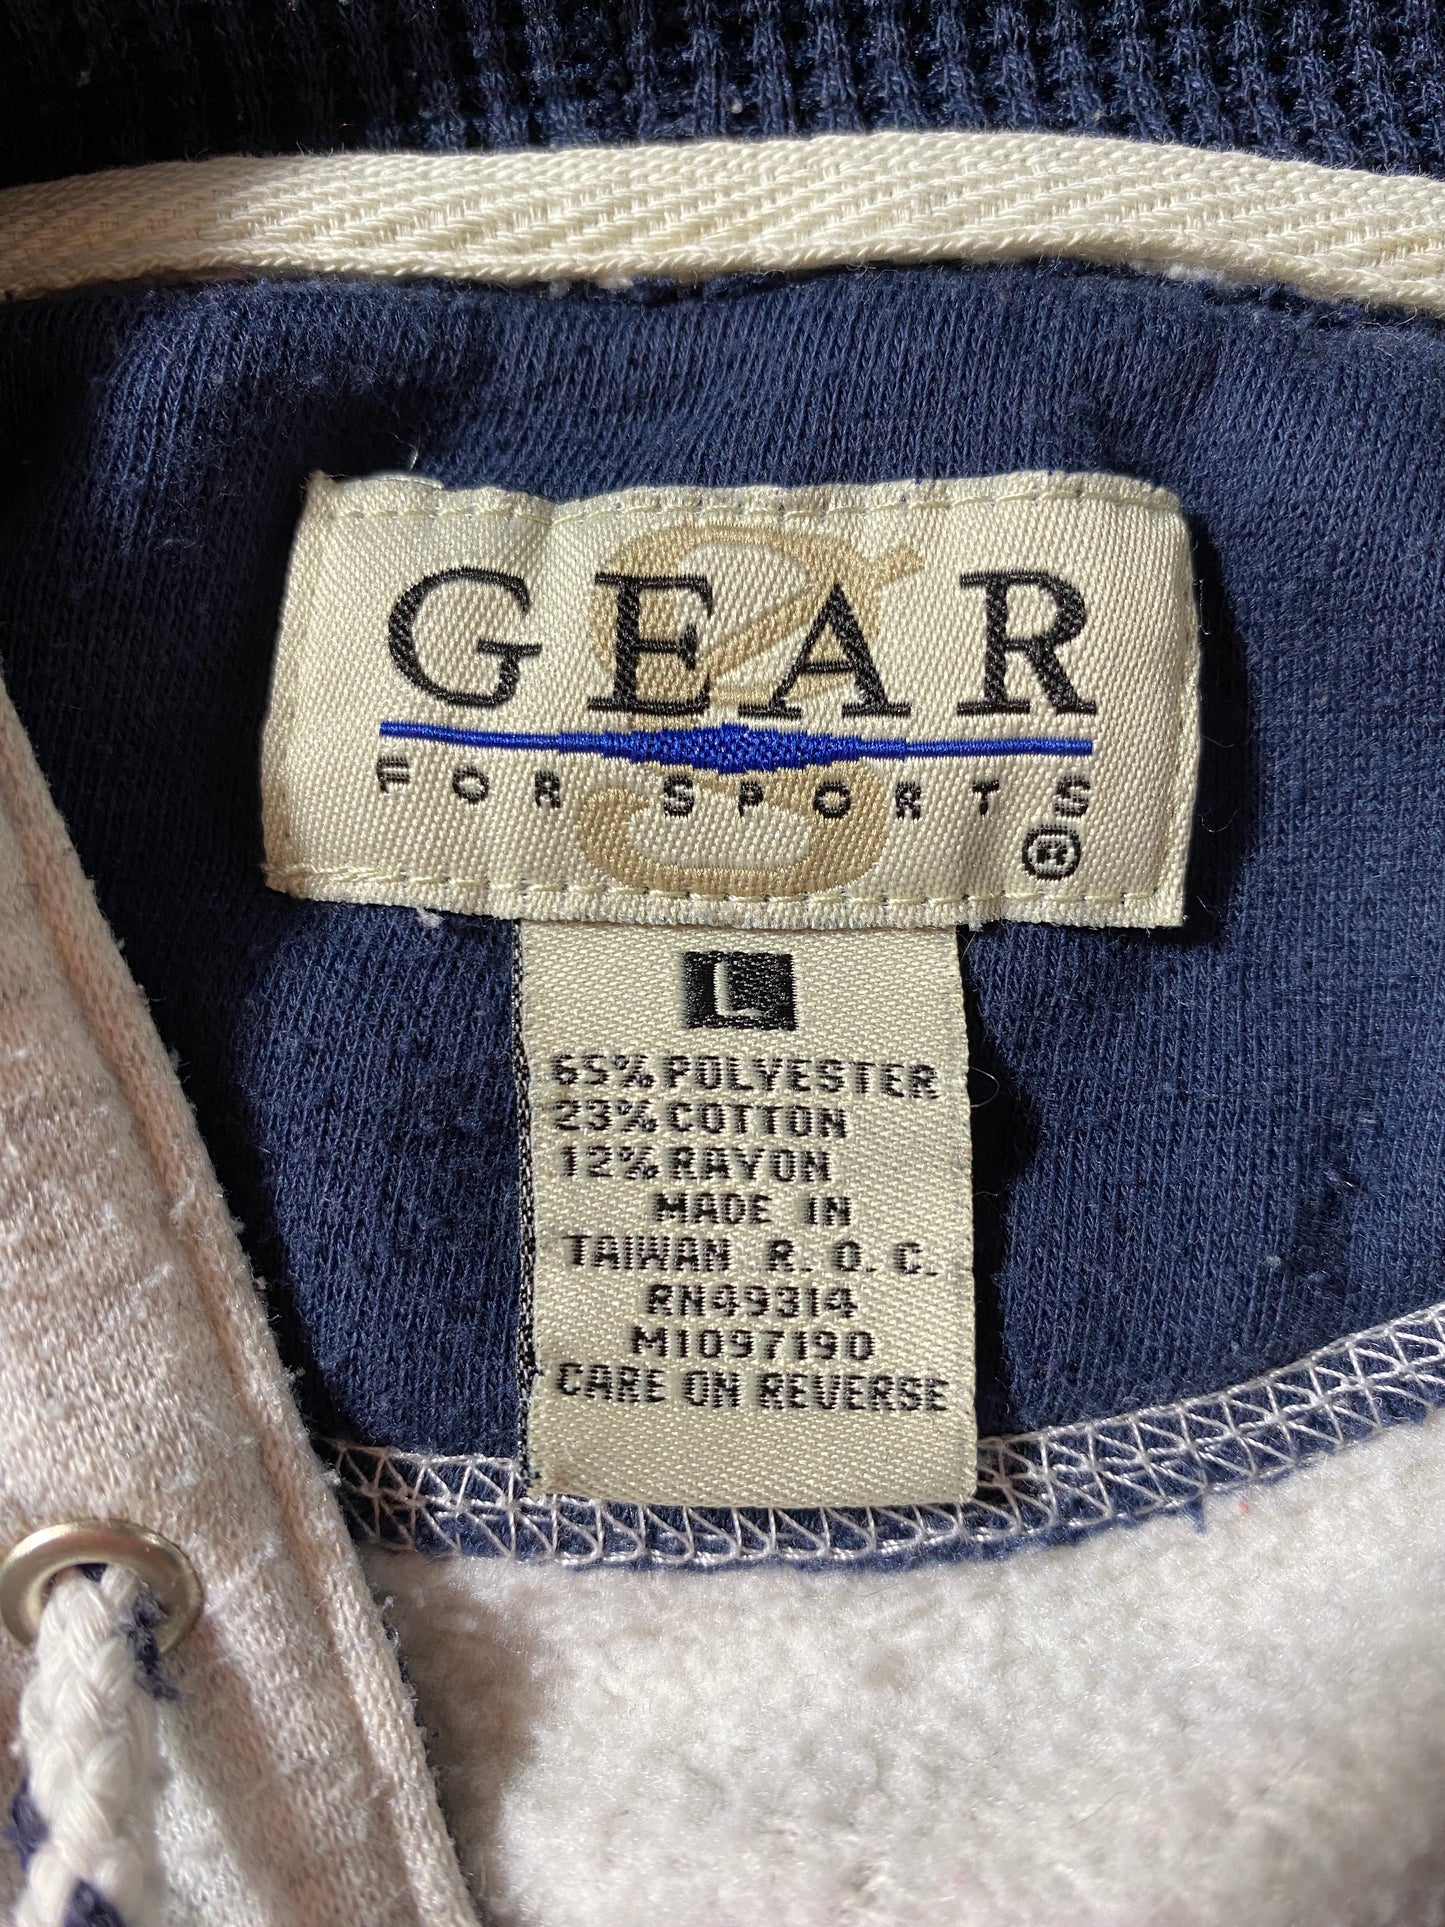 GEAR
FOR SPORTS
®
L
65% POLYESTER
23% COTTON
12% RAYON
MADE IN
TAIWAN R. O. C.
RN49314
M1097190
CARE ON REVERSE